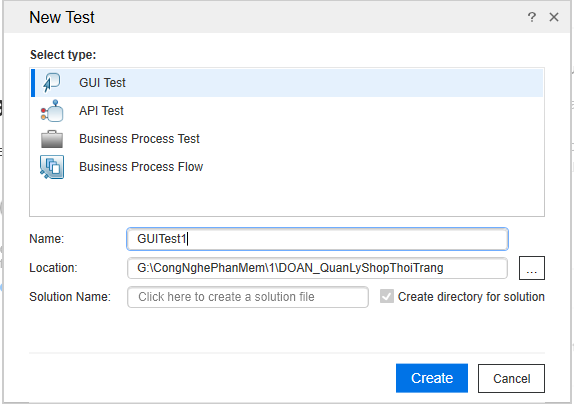 New Test
Select type:
GUI Test
API Test
Business Process Test
Business Process Flow
Name: GUITest1
Location: G:\CongNghePhanMem\1\DOAN_QuanLyShopThoiTrang ...
Solution Name: Click here to create a solution file Create directory for solution
Create Cancel